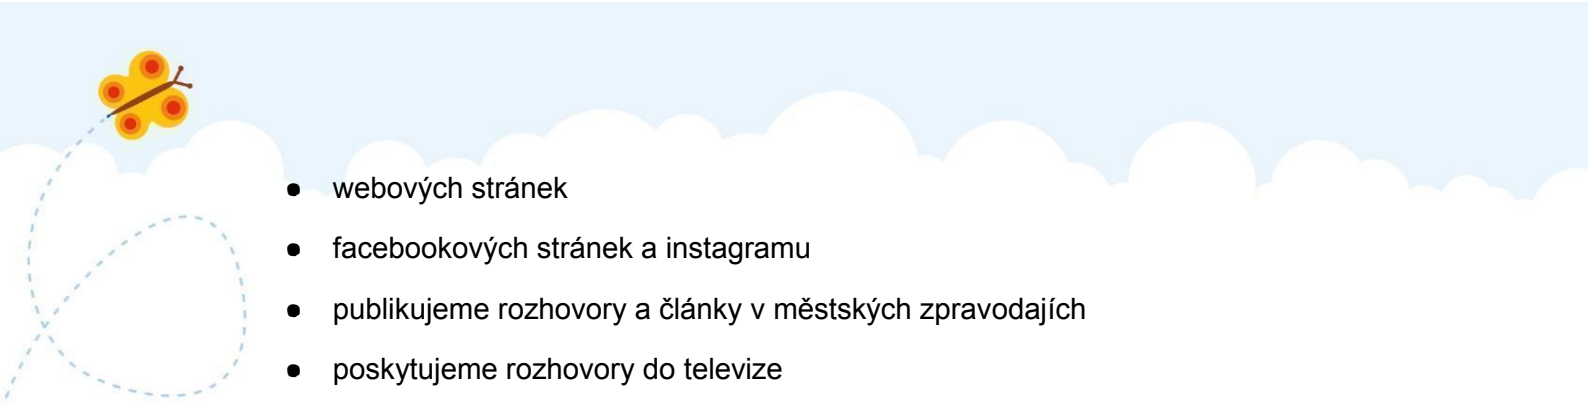 ● webových stránek
● facebookových stránek a instagramu
● publikujeme rozhovory a články v městských zpravodajích
● poskytujeme rozhovory do televize